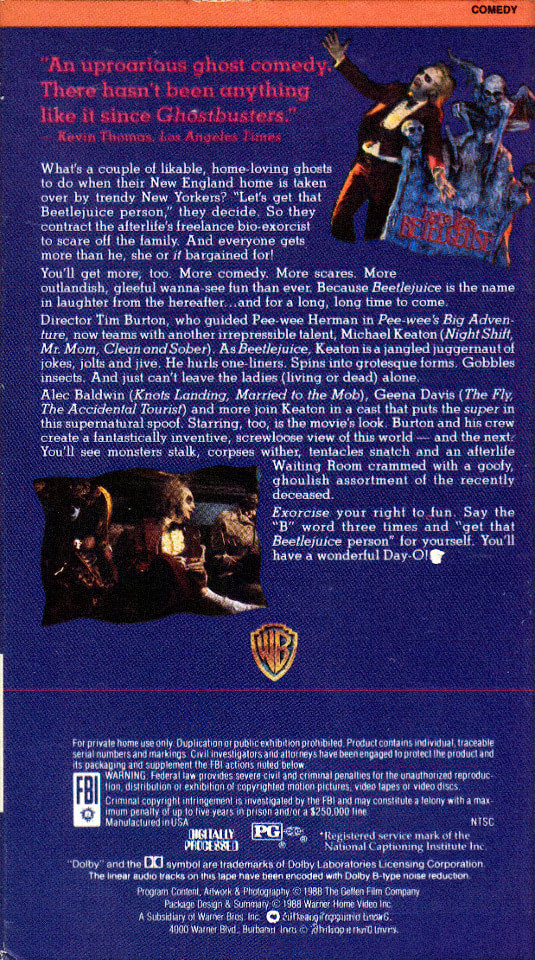 COMEDY
"An uproarious ghost comedy.
There hasn't been anything
like it since Ghostbusters."
— Kevin Thomas, Los Angeles Times
HERE LIES
BETELGEUSE
What's a couple of likable, home-loving ghosts
to do when their New England home is taken
over by trendy New Yorkers? "Let's get that
Beetlejuice person," they decide. So they
contract the afterlife's freelance bio-exorcist
to scare off the family. And everyone gets
more than he, she or it bargained for!
You'll get more, too. More comedy. More scares. More
outlandish, gleeful wanna-see fun than ever. Because Beetlejuice is the name
in laughter from the hereafter...and for a long, long time to come.
Director Tim Burton, who guided Pee-wee Herman in Pee-wee's Big Adven-
ture, now teams with another irrepressible talent, Michael Keaton (Night Shift,
Mr. Mom, Clean and Sober). As Beetlejuice, Keaton is a jangled juggernaut of
jokes, jolts and jive. He hurls one-liners. Spins into grotesque forms. Gobbles
insects. And just can't leave the ladies (living or dead) alone.
Alec Baldwin (Knots Landing, Married to the Mob), Geena Davis (The Fly,
The Accidental Tourist) and more join Keaton in a cast that puts the super in
this supernatural spoof. Starring, too, is the movie's look. Burton and his crew
create a fantastically inventive, screwloose view of this world — and the next.
You'll see monsters stalk, corpses wither, tentacles snatch and an afterlife
Waiting Room crammed with a goofy,
ghoulish assortment of the recently
deceased.
Exorcise your right to fun. Say the
"B" word three times and "get that
Beetlejuice person" for yourself. You'll
have a wonderful Day-O!
WB
For private home use only. Duplication or public exhibition prohibited. Product contains individual, traceable
serial numbers and markings. Civil investigators and attorneys have been engaged to protect the product and
its packaging and supplement the FBI actions noted below.
FBI
WARNING: Federal law provides severe civil and criminal penalties for the unauthorized reproduc-
tion, distribution or exhibition of copyrighted motion pictures, video tapes or video discs.
Criminal copyright infringement is investigated by the FBI and may constitute a felony with a max-
imum penalty of up to five years in prison and/or a $250,000 fine.
Manufactured in USA NTSC
DIGITALLY
PROCESSED
PG ®
*Registered service mark of the
National Captioning Institute Inc.
"Dolby" and the symbol are trademarks of Dolby Laboratories Licensing Corporation.
The linear audio tracks on this tape have been encoded with Dolby B-type noise reduction.
Program Content, Artwork & Photography © 1988 The Geffen Film Company
Package Design & Summary © 1988 Warner Home Video Inc.
A Subsidiary of Warner Bros. Inc.
4000 Warner Blvd., Burbank